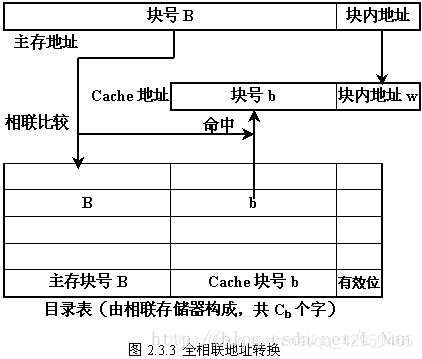 块号 B 块内地址
主存地址
Cache 地址 块号 b 块内地址 w
相联比较
命中
B b
主存块号 B Cache 块号 b 有效位
目录表（由相联存储器构成，共 Cb 个字）
图 2.3.3 全相联地址转换